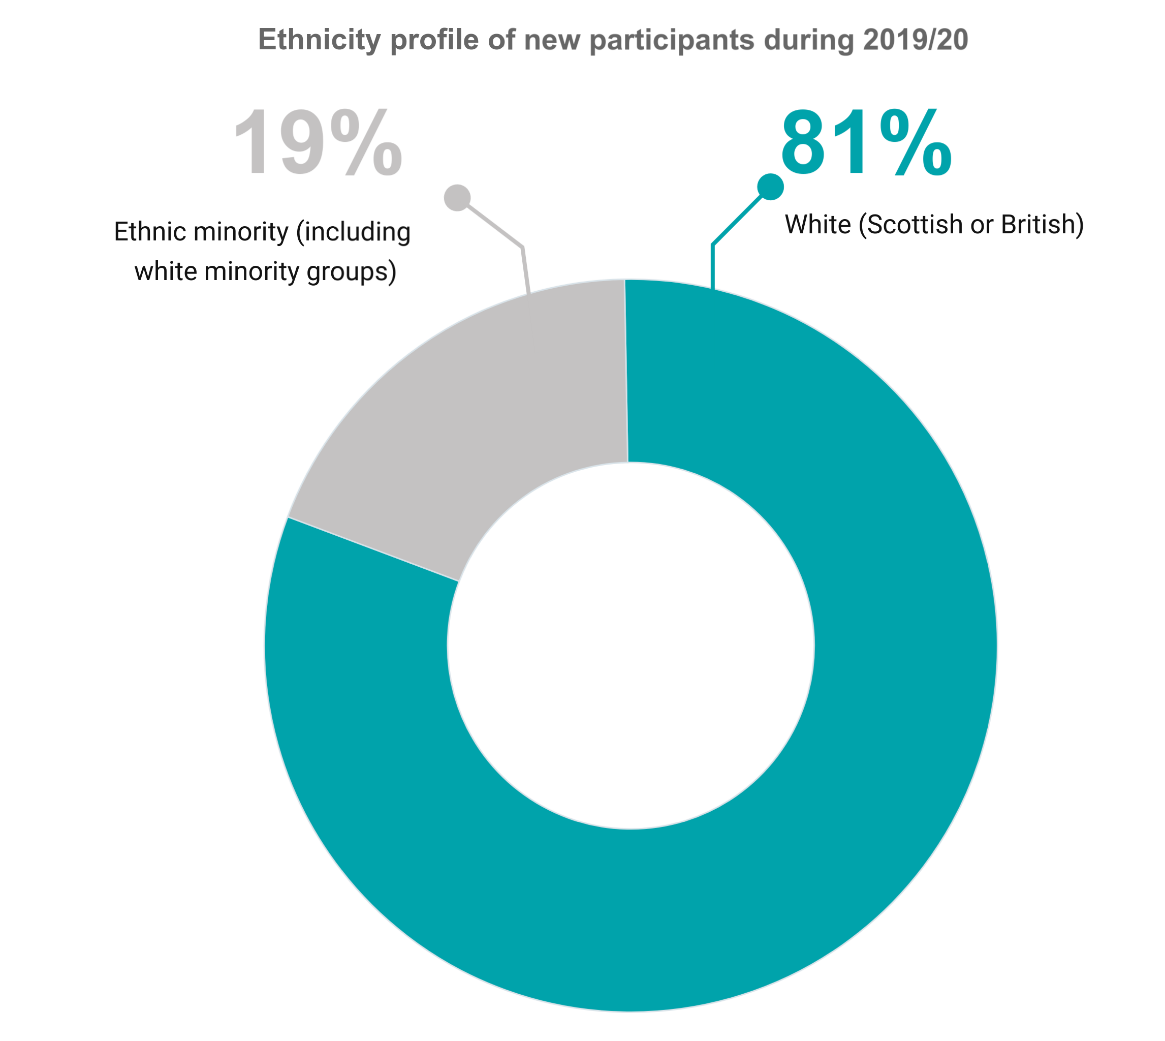 Ethnicity profile of new participants during 2019/20
19%
Ethnic minority (including
white minority groups)
81%
White (Scottish or British)